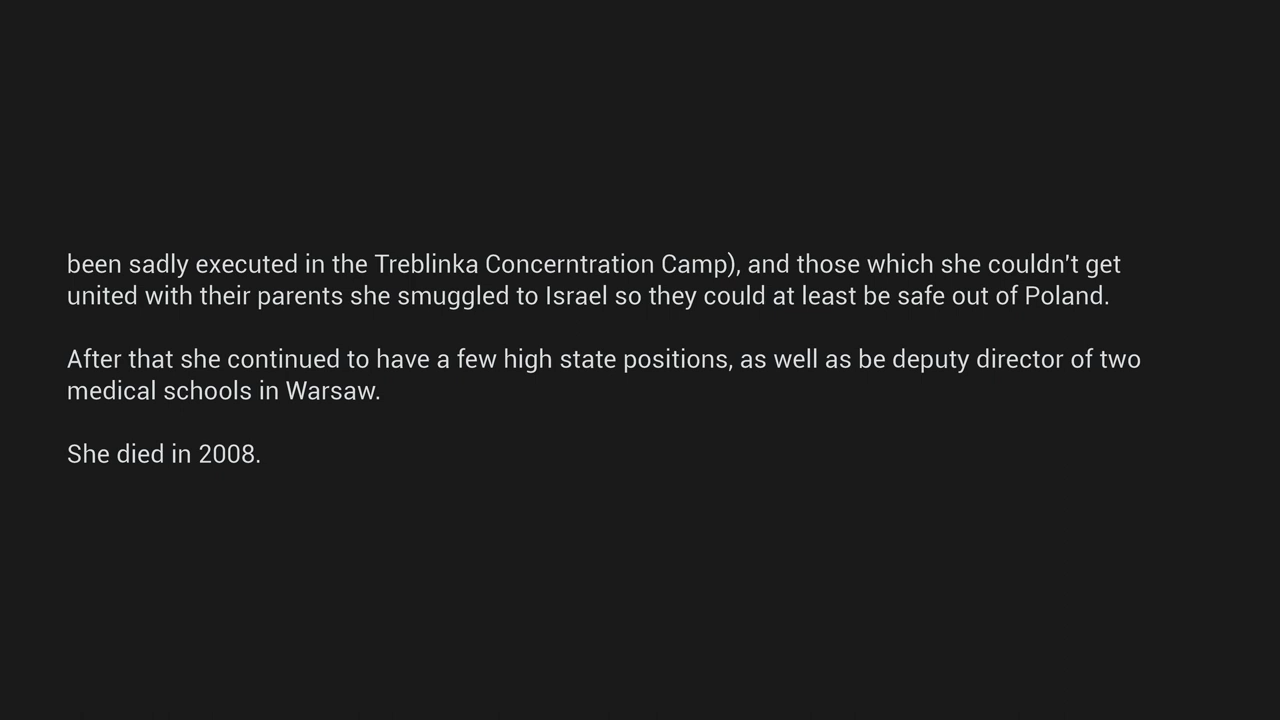 been sadly executed in the Treblinka Concerntration Camp), and those which she couldn't get
united with their parents she smuggled to Israel so they could at least be safe out of Poland.
After that she continued to have a few high state positions, as well as be deputy director of two
medical schools in Warsaw.
She died in 2008.